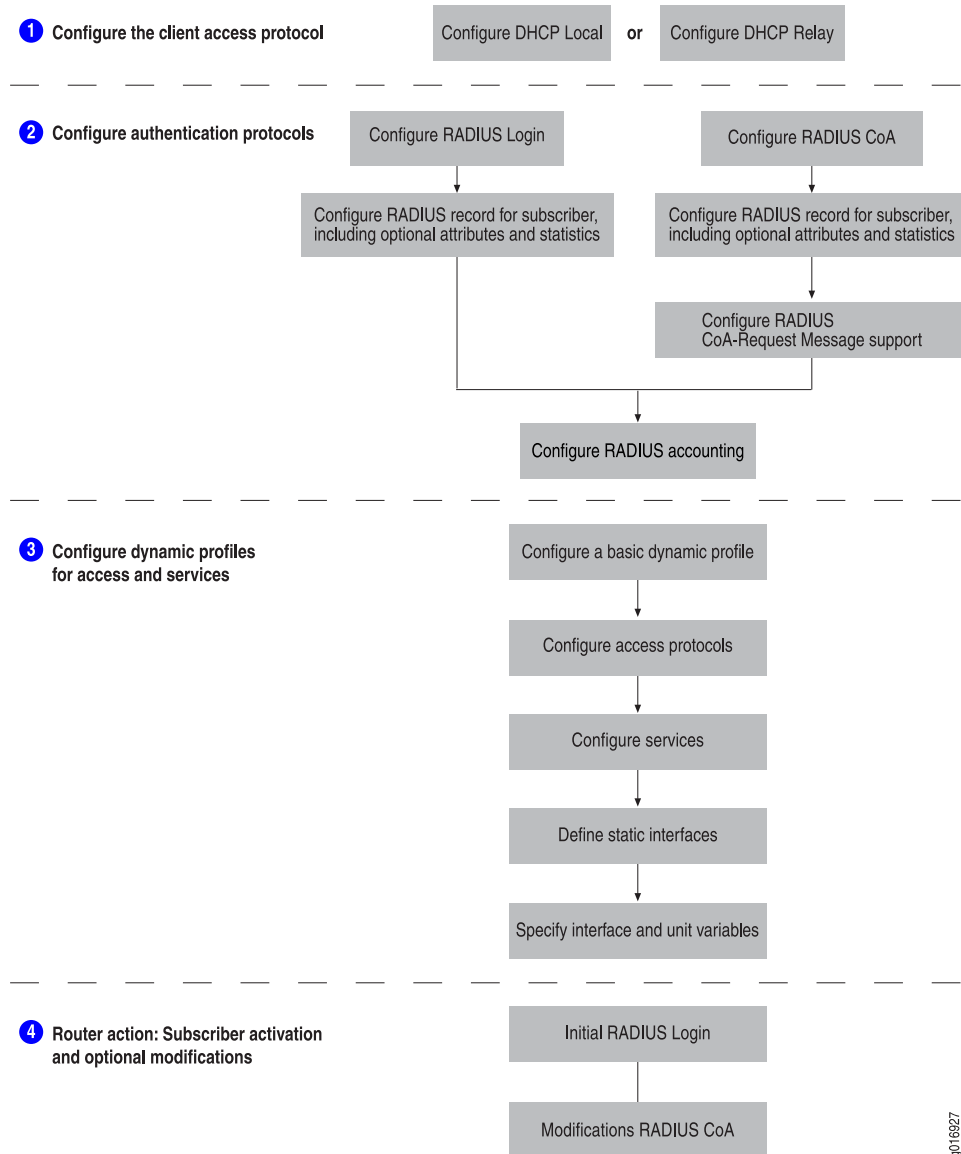 1 Configure the client access protocol
Configure DHCP Local
or
Configure DHCP Relay
2 Configure authentication protocols
Configure RADIUS Login
Configure RADIUS CoA
Configure RADIUS record for subscriber,
including optional attributes and statistics
Configure RADIUS record for subscriber,
including optional attributes and statistics
Configure RADIUS
CoA-Request Message support
Configure RADIUS accounting
3 Configure dynamic profiles
for access and services
Configure a basic dynamic profile
Configure access protocols
Configure services
Define static interfaces
Specify interface and unit variables
4 Router action: Subscriber activation
and optional modifications
Initial RADIUS Login
Modifications RADIUS CoA
g016927